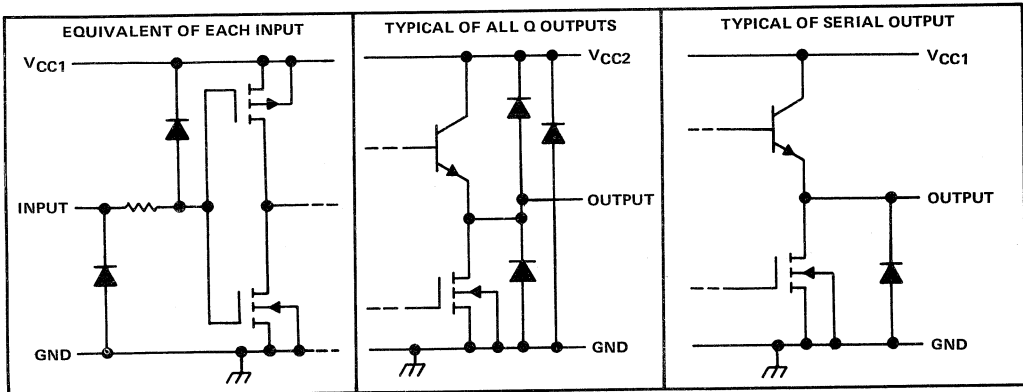 EQUIVALENT OF EACH INPUT
VCC1
INPUT
GND
TYPICAL OF ALL Q OUTPUTS
VCC2
OUTPUT
GND
TYPICAL OF SERIAL OUTPUT
VCC1
OUTPUT
GND